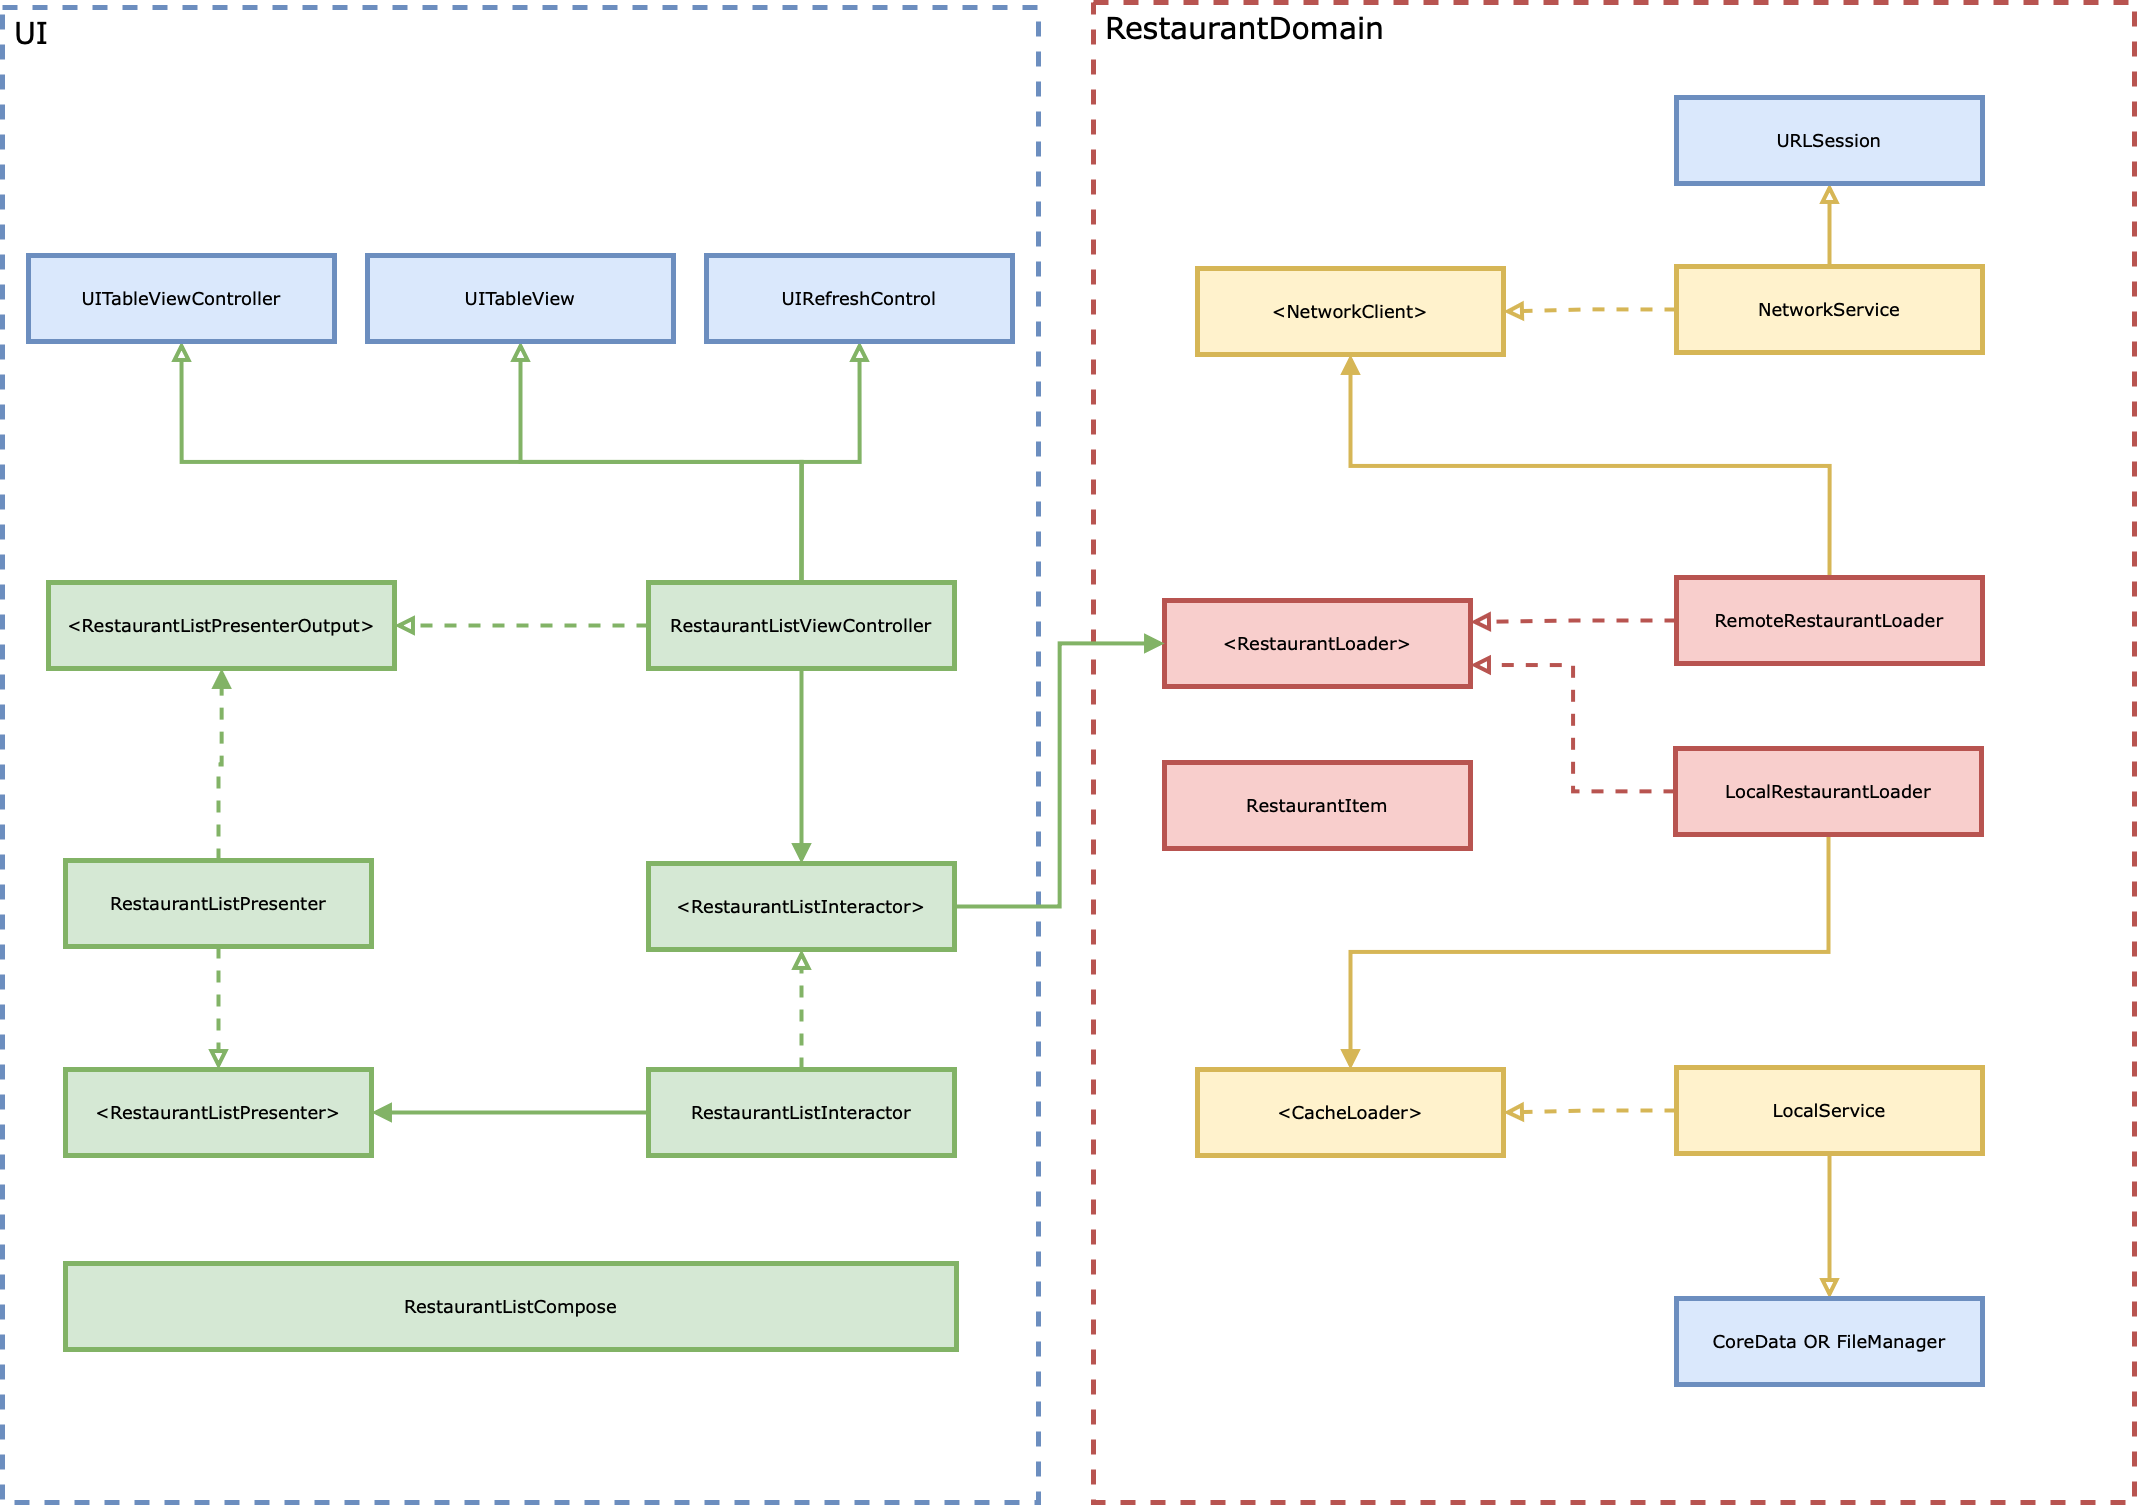 UI
UITableViewController
UITableView
UIRefreshControl
<RestaurantListPresenterOutput>
RestaurantListViewController
RestaurantListPresenter
<RestaurantListInteractor>
<RestaurantListPresenter>
RestaurantListInteractor
RestaurantListCompose
RestaurantDomain
URLSession
<NetworkClient>
NetworkService
<RestaurantLoader>
RemoteRestaurantLoader
RestaurantItem
LocalRestaurantLoader
<CacheLoader>
LocalService
CoreData OR FileManager